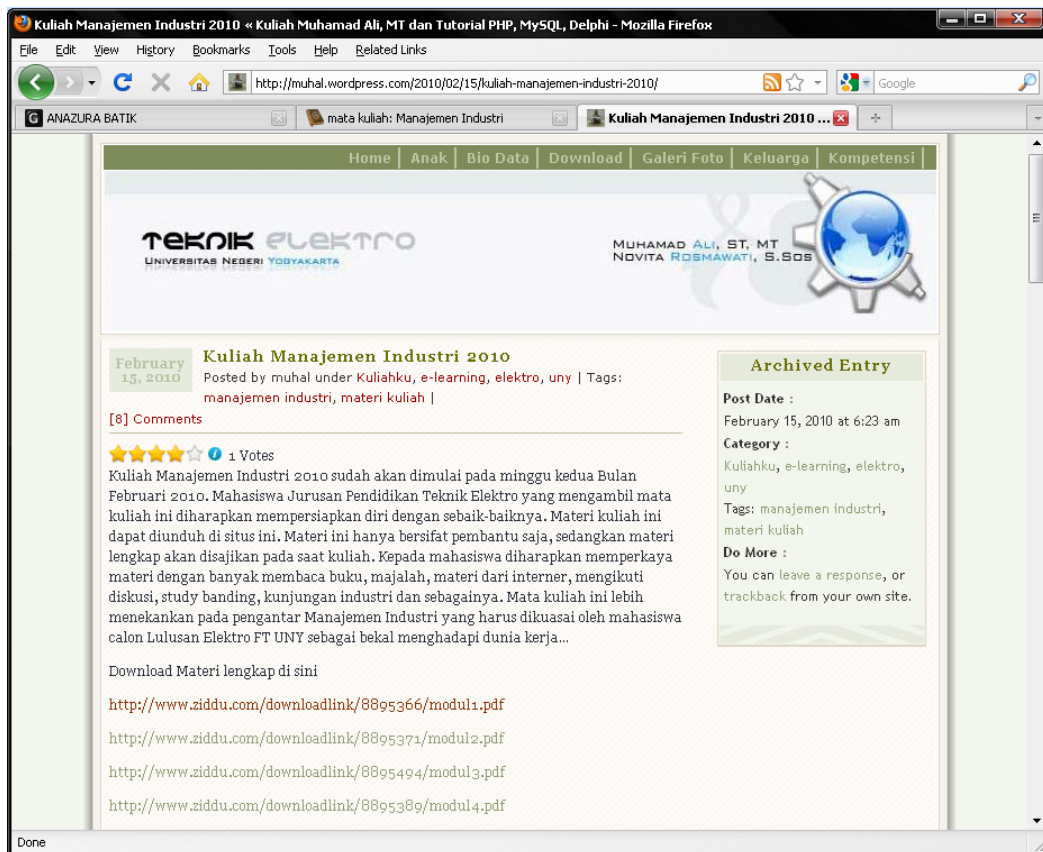 Kuliah Manajemen Industri 2010 « Kuliah Muhamad Ali, MT dan Tutorial PHP, MySQL, Delphi - Mozilla Firefox
File Edit View History Bookmarks Tools Help Related Links
http://muhal.wordpress.com/2010/02/15/kuliah-manajemen-industri-2010/ Google
G ANAZURA BATIK mata kuliah: Manajemen Industri Kuliah Manajemen Industri 2010 ...
Home | Anak | Bio Data | Download | Galeri Foto | Keluarga | Kompetensi |
TEKNIK ELEKTRO
UNIVERSITAS NEGERI YOGYAKARTA
MUHAMAD ALI, ST, MT
NOVITA ROSMAWATI, S.SOS
February
15, 2010
Kuliah Manajemen Industri 2010
Posted by muhal under Kuliahku, e-learning, elektro, uny | Tags:
manajemen industri, materi kuliah |
[8] Comments
1 Votes
Kuliah Manajemen Industri 2010 sudah akan dimulai pada minggu kedua Bulan
Februari 2010. Mahasiswa Jurusan Pendidikan Teknik Elektro yang mengambil mata
kuliah ini diharapkan mempersiapkan diri dengan sebaik-baiknya. Materi kuliah ini
dapat diunduh di situs ini. Materi ini hanya bersifat pembantu saja, sedangkan materi
lengkap akan disajikan pada saat kuliah. Kepada mahasiswa diharapkan memperkaya
materi dengan banyak membaca buku, majalah, materi dari interner, mengikuti
diskusi, study banding, kunjungan industri dan sebagainya. Mata kuliah ini lebih
menekankan pada pengantar Manajemen Industri yang harus dikuasai oleh mahasiswa
calon Lulusan Elektro FT UNY sebagai bekal menghadapi dunia kerja...
Download Materi lengkap di sini
http://www.ziddu.com/downloadlink/8895366/modul1.pdf
http://www.ziddu.com/downloadlink/8895371/modul2.pdf
http://www.ziddu.com/downloadlink/8895494/modul3.pdf
http://www.ziddu.com/downloadlink/8895389/modul4.pdf
Archived Entry
Post Date :
February 15, 2010 at 6:23 am
Category :
Kuliahku, e-learning, elektro,
uny
Tags: manajemen industri,
materi kuliah
Do More :
You can leave a response, or
trackback from your own site.
Done